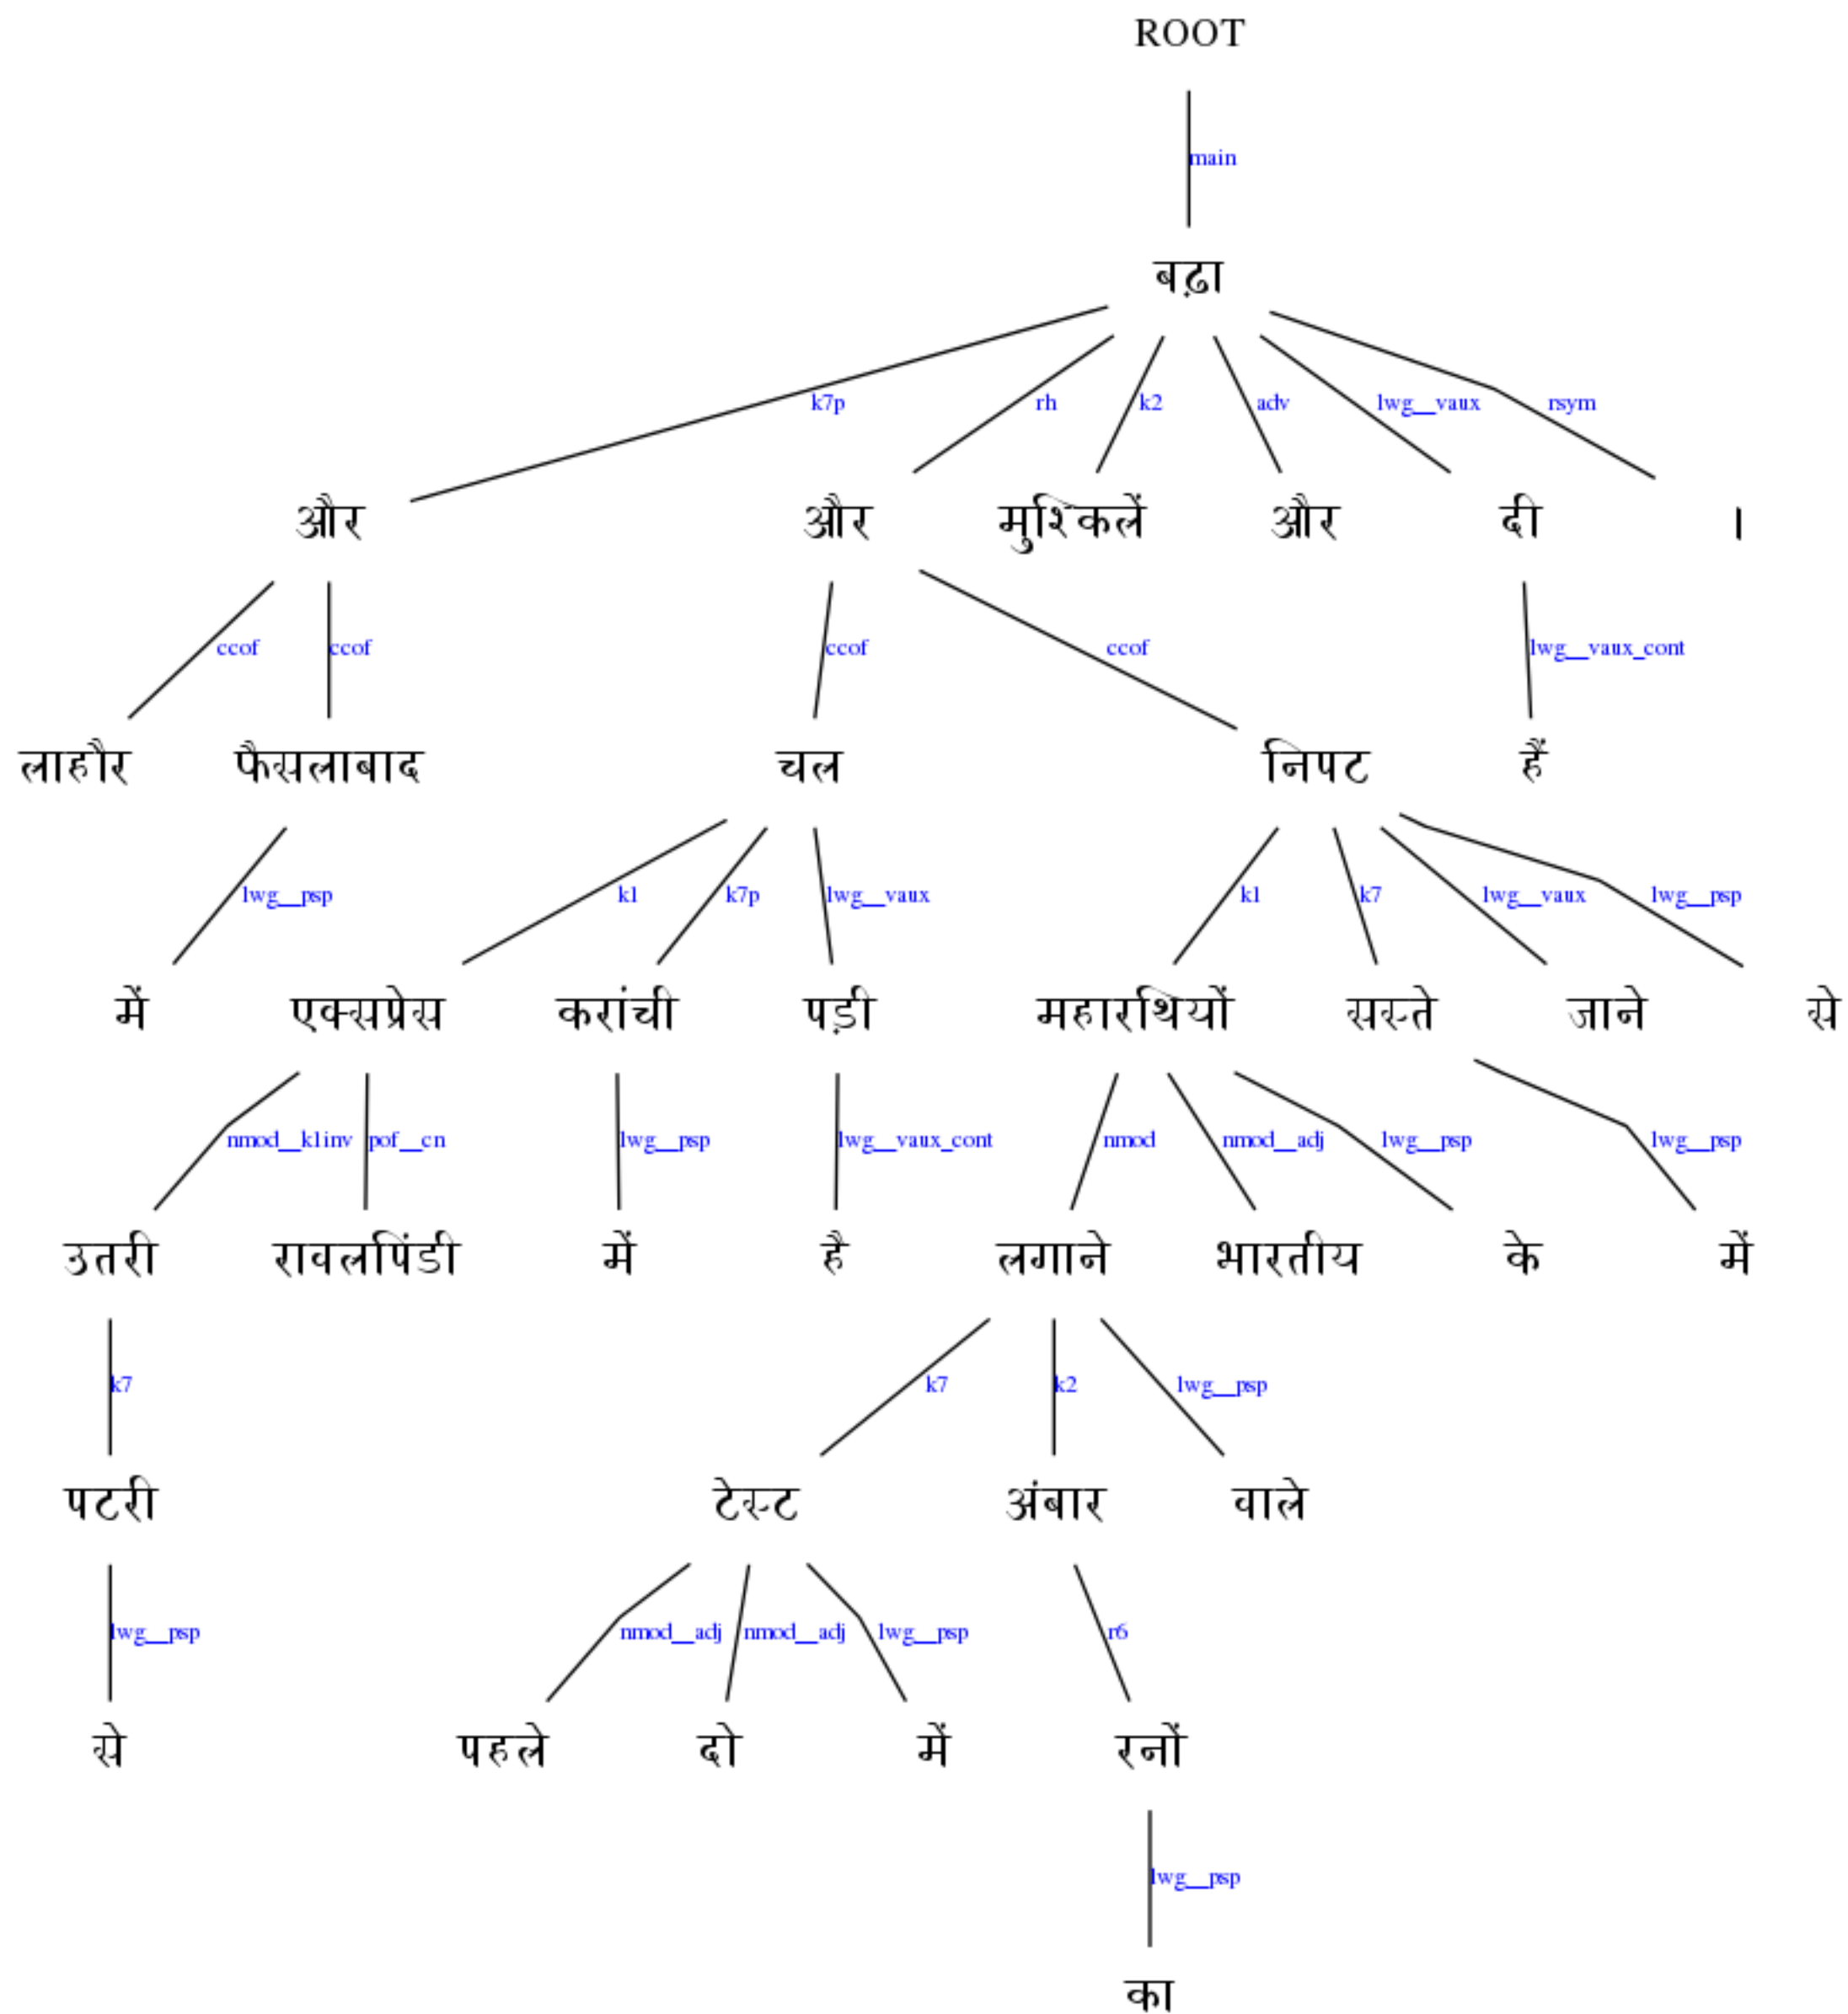 ROOT
main
बढ़ा
k7p rh k2 adv lwg__vaux rsym
और और मुश्किलें और दी ।
ccof ccof ccof ccof lwg__vaux_cont
लाहौर फैसलाबाद चल निपट हैं
lwg__psp k1 k7p lwg__vaux k1 k7 lwg__vaux lwg__psp
में एक्सप्रेस करांची पड़ी महारथियों सस्ते जाने से
nmod__k1inv pof__cn lwg__psp lwg__vaux_cont nmod nmod__adj lwg__psp lwg__psp
उतरी रावलपिंडी में है लगाने भारतीय के में
k7 k7 k2 lwg__psp
पटरी टेस्ट अंबार वाले
lwg__psp nmod__adj nmod__adj lwg__psp r6
से पहले दो में रनों
lwg__psp
का